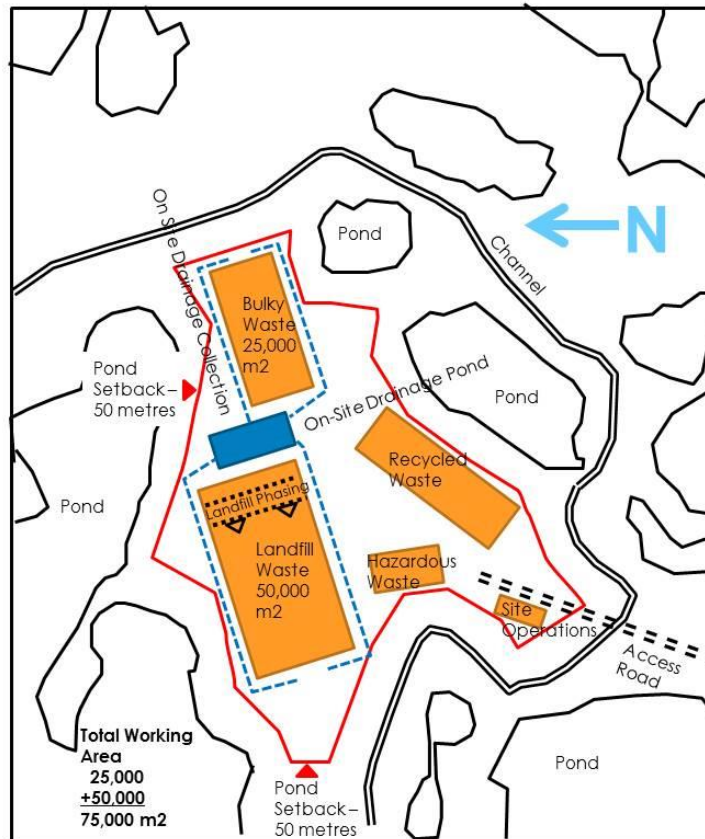 Pond
N
Channel
On Site Drainage Collection
Bulky
Waste
25,000
m2
Pond
Setback–
50 metres
On-Site Drainage Pond
Pond
Recycled
Waste
Landfill Phasing
Pond
Landfill
Waste
50,000
m2
Hazardous
Waste
Site
Operations
Access
Road
Total Working
Area
25,000
+50,000
75,000 m2
Pond
Setback–
50 metres
Pond